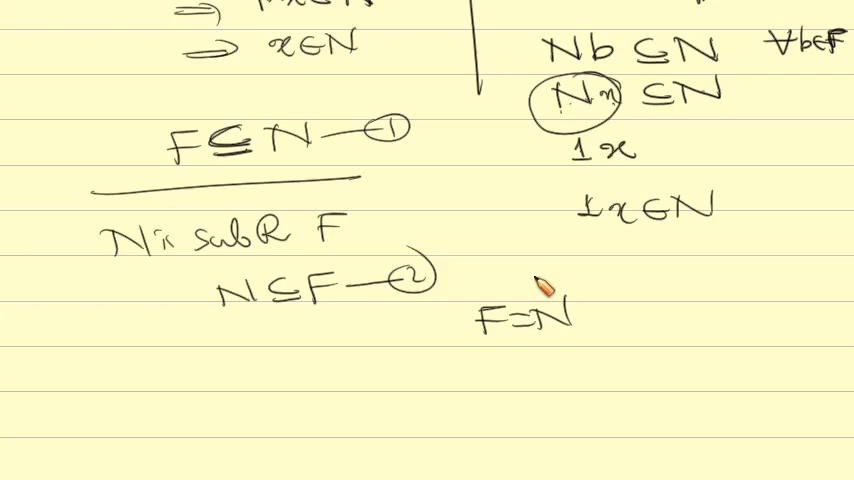 ⇒ x∈N
F⊆N—①
N is subR F
N⊆F—②
Nb ⊆N ∀b∈F
Nx ⊆N
1x
1x∈N
F=N